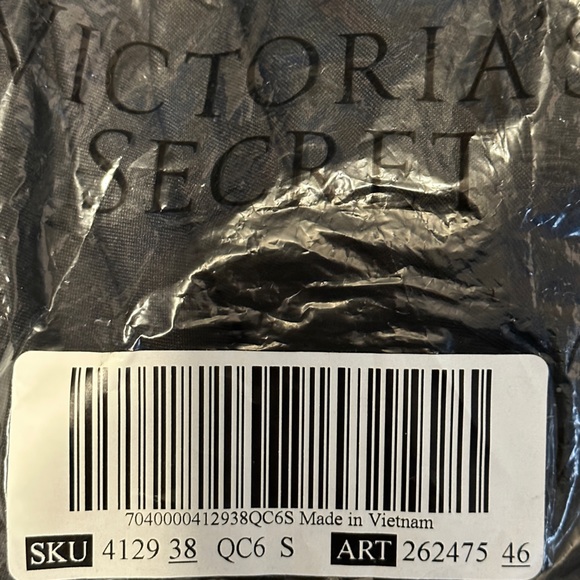 VICTORIA'S
SECRET
7040000412938QC6S Made in Vietnam
SKU 4129 38 QC6 S ART 262475 46